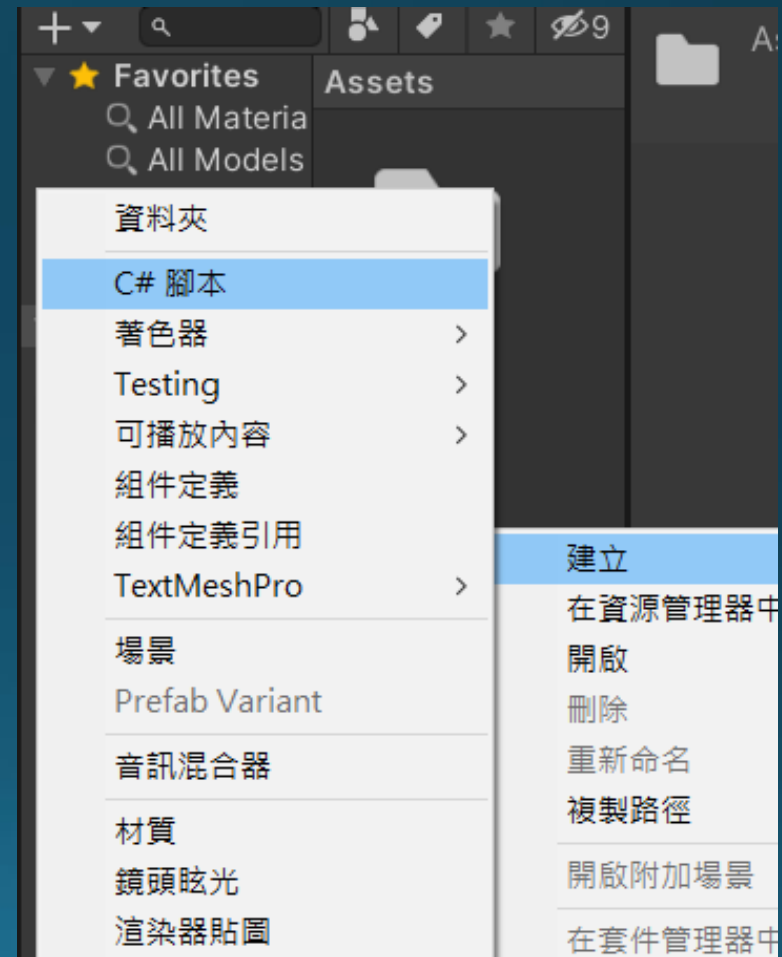 9
Favorites
Assets
All Materia
All Models
資料夾
C# 腳本
著色器
Testing
可播放內容
組件定義
組件定義引用
TextMeshPro
場景
Prefab Variant
音訊混合器
材質
鏡頭眩光
渲染器貼圖
建立
在資源管理器中
開啟
刪除
重新命名
複製路徑
開啟附加場景
在套件管理器中